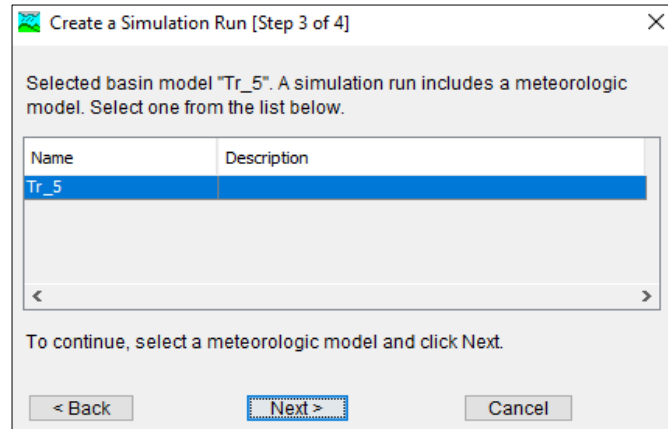 Create a Simulation Run [Step 3 of 4]
Selected basin model "Tr_5". A simulation run includes a meteorologic
model. Select one from the list below.
Name Description
Tr_5
To continue, select a meteorologic model and click Next.
< Back Next > Cancel